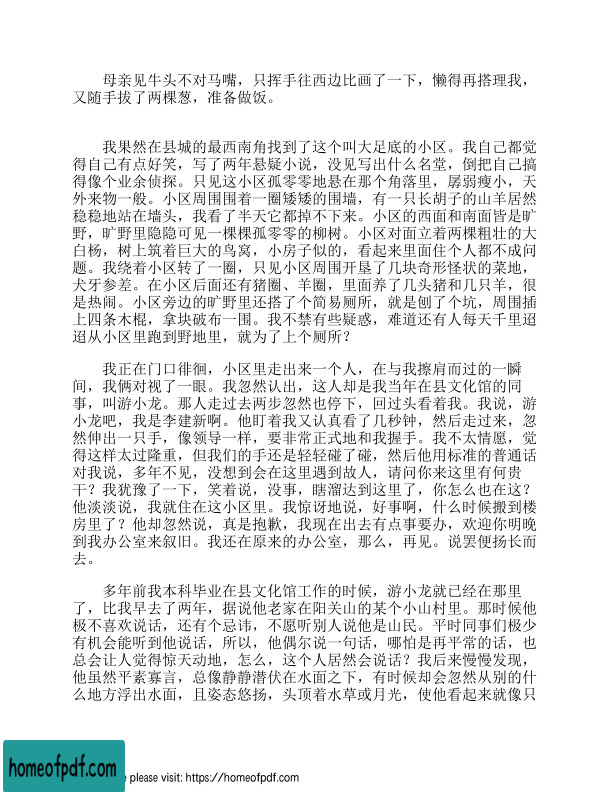 母亲见牛头不对马嘴，只挥手往西边比画了一下，懒得再搭理我，
又随手拔了两棵葱，准备做饭。
我果然在县城的最西南角找到了这个叫大足底的小区。我自己都觉
得自己有点好笑，写了两年悬疑小说，没见写出什么名堂，倒把自己搞
得像个业余侦探。只见这小区孤零零地悬在那个角落里，孱弱瘦小，天
外来物一般。小区周围围着一圈矮矮的围墙，有一只长胡子的山羊居然
稳稳地站在墙头，我看了半天它都掉不下来。小区的西面和南面皆是旷
野，旷野里隐隐可见一棵棵孤零零的柳树。小区对面立着两棵粗壮的大
白杨，树上筑着巨大的鸟窝，小房子似的，看起来里面住个人都不成问
题。我绕着小区转了一圈，只见小区周围开垦了几块奇形怪状的菜地，
犬牙参差。在小区后面还有猪圈、羊圈，里面养了几头猪和几只羊，很
是热闹。小区旁边的旷野里还搭了个简易厕所，就是刨了个坑，周围插
上四条木棍，拿块破布一围。我不禁有些疑惑，难道还有人每天千里迢
迢从小区里跑到野地里，就为了上个厕所？
我正在门口徘徊，小区里走出来一个人，在与我擦肩而过的一瞬
间，我俩对视了一眼。我忽然认出，这人却是我当年在县文化馆的同
事，叫游小龙。那人走过去两步忽然也停下，回过头看着我。我说，游
小龙吧，我是李建新啊。他盯着我又认真看了几秒钟，然后走过来，忽
然伸出一只手，像领导一样，要非常正式地和我握手。我不太情愿，觉
得这样太过隆重，但我们的手还是轻轻碰了碰，然后他用标准的普通话
对我说，多年不见，没想到会在这里遇到故人，请问你来这里有何贵
干？我犹豫了一下，笑着说，没事，瞎溜达到这里了，你怎么也在这？
他淡淡说，我就住在这小区里。我惊讶地说，好事啊，什么时候搬到楼
房里了？他却忽然说，真是抱歉，我现在出去有点事要办，欢迎你明晚
到我办公室来叙旧。我还在原来的办公室，那么，再见。说罢便扬长而
去。
多年前我本科毕业在县文化馆工作的时候，游小龙就已经在那里
了，比我早去了两年，据说他老家在阳关山的某个小山村里。那时候他
极不喜欢说话，还有个忌讳，不愿听别人说他是山民。平时同事们极少
有机会能听到他说话，所以，他偶尔说一句话，哪怕是再平常的话，也
总会让人觉得惊天动地，怎么，这个人居然会说话？我后来慢慢发现，
他虽然平素寡言，总像静静潜伏在水面之下，有时候却会忽然从别的什
么地方浮出水面，且姿态悠扬，头顶着水草或月光，使他看起来就像只
homeofpdf.com
e please visit: https://homeofpdf.com